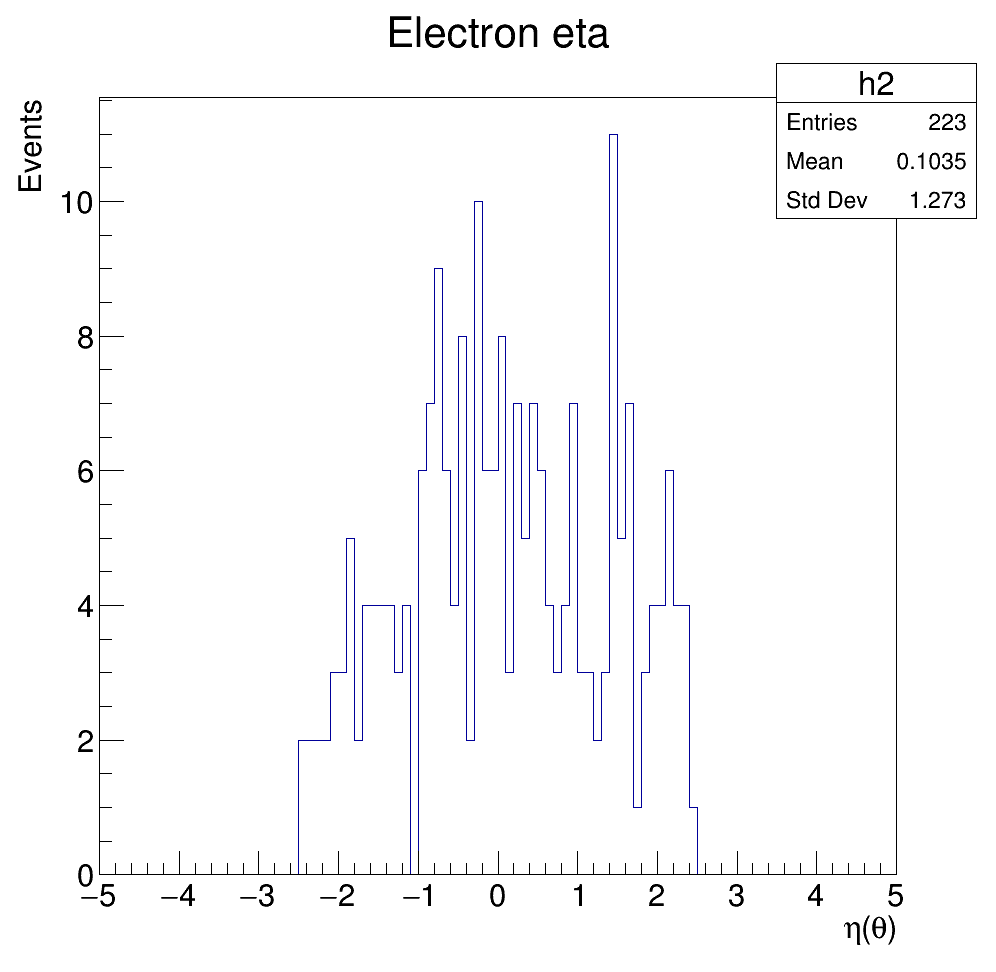 Electron eta
h2
Entries 223
Mean 0.1035
Std Dev 1.273
Events
10
8
6
4
2
0
−5 −4 −3 −2 −1 0 1 2 3 4 5
η(θ)